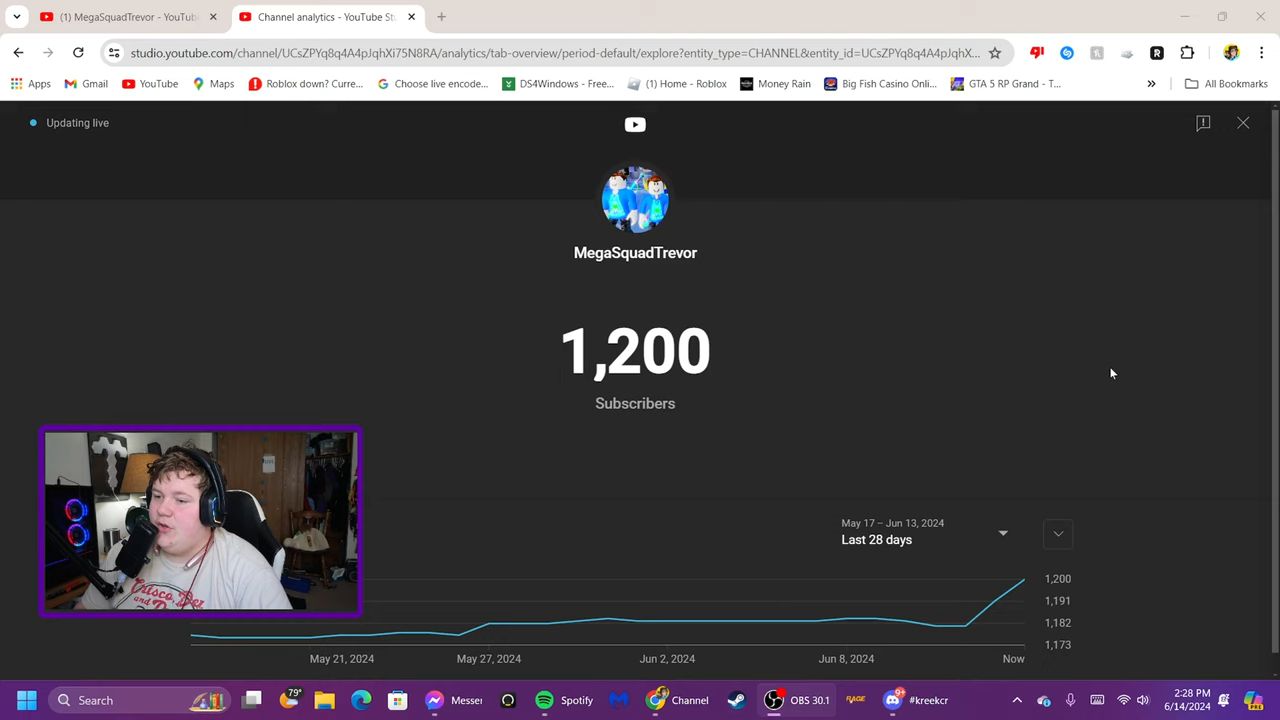 (1) MegaSquadTrevor - YouTub
Channel analytics - YouTube St
studio.youtube.com/channel/UCsZPYq8q4A4pJqhXi75N8RA/analytics/tab-overview/period-default/explore?entity_type=CHANNEL&entity_id=UCsZPYq8q4A4pJqhX...
Apps
Gmail
YouTube
Maps
Roblox down? Curre...
Choose live encode...
DS4Windows - Free...
(1) Home - Roblox
Money Rain
Big Fish Casino Onli...
GTA 5 RP Grand - T...
All Bookmarks
Updating live
MegaSquadTrevor
1,200
Subscribers
May 17 – Jun 13, 2024
Last 28 days
1,200
1,191
1,182
1,173
May 21, 2024
May 27, 2024
Jun 2, 2024
Jun 8, 2024
Now
Search
79°
Messe
Spotify
Channel
OBS 30.1
RAGE
9+
#kreekcr
2:28 PM
6/14/2024
PRE